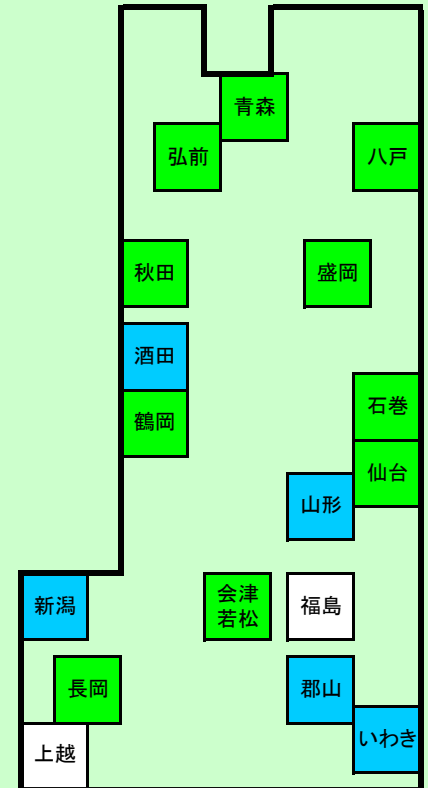 青森
弘前
八戸
秋田
盛岡
酒田
石巻
鶴岡
仙台
山形
新潟
会津
若松
福島
長岡
郡山
いわき
上越